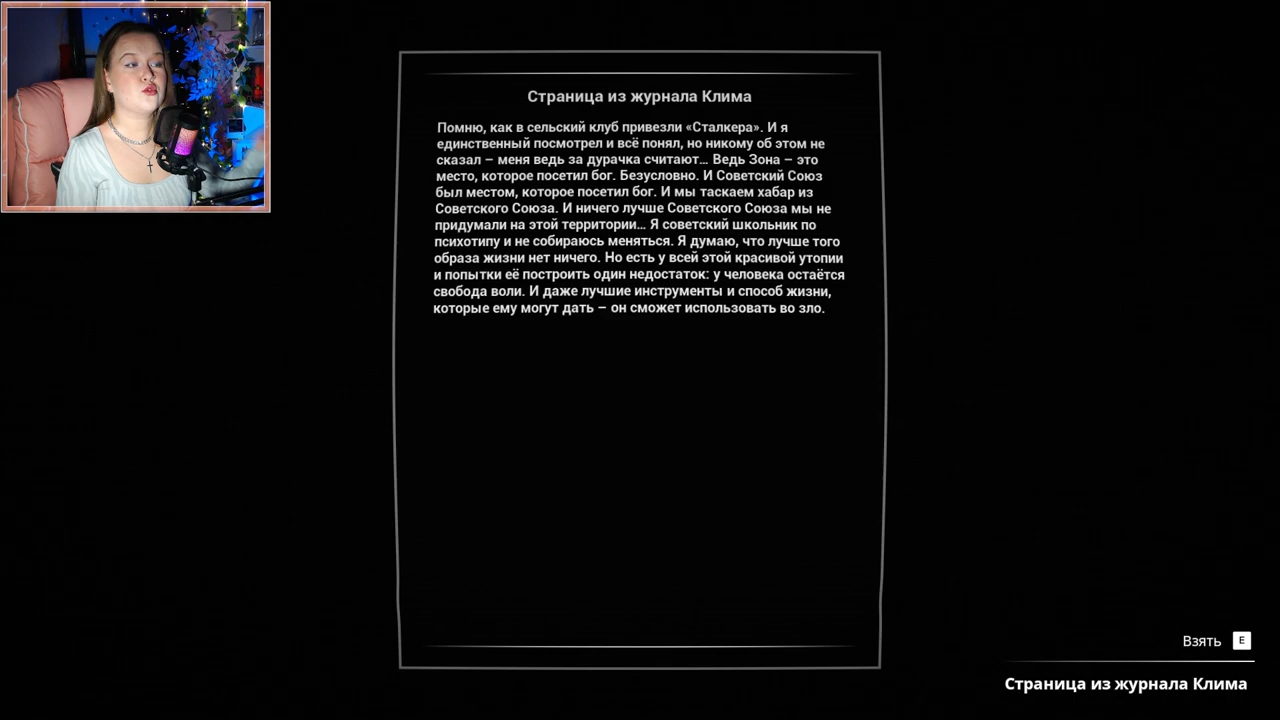 Страница из журнала Клима
Помню, как в сельский клуб привезли «Сталкера». И я
единственный посмотрел и всё понял, но никому об этом не
сказал – меня ведь за дурачка считают… Ведь Зона – это
место, которое посетил бог. Безусловно. И Советский Союз
был местом, которое посетил бог. И мы таскаем хабар из
Советского Союза. И ничего лучше Советского Союза мы не
придумали на этой территории… Я советский школьник по
психотипу и не собираюсь меняться. Я думаю, что лучше того
образа жизни нет ничего. Но есть у всей этой красивой утопии
и попытки её построить один недостаток: у человека остаётся
свобода воли. И даже лучшие инструменты и способ жизни,
которые ему могут дать – он сможет использовать во зло.
Взять E
Страница из журнала Клима